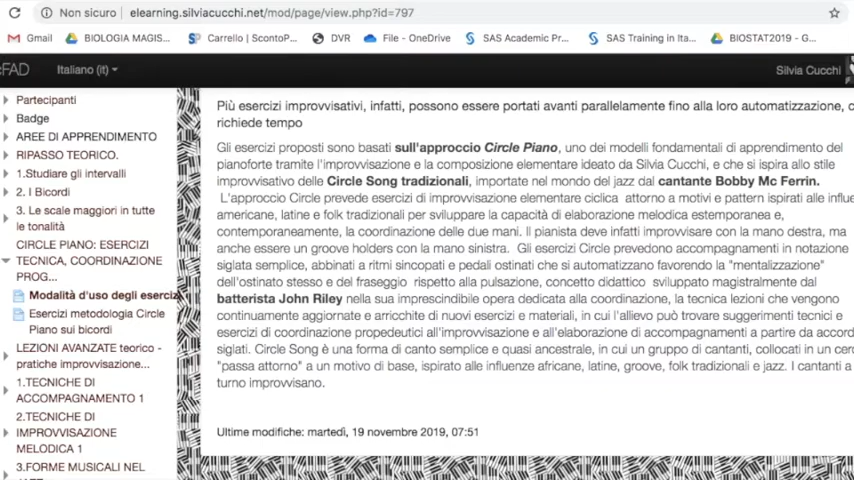 Non sicuro | elearning.silviacucchi.net/mod/page/view.php?id=797
Gmail
BIOLOGIA MAGIS...
Carrello | ScontoP...
DVR
File - OneDrive
SAS Academic Pr...
SAS Training in Ita...
BIOSTAT2019 - G...
FAD
Italiano (it)
Silvia Cucchi
Partecipanti
Badge
AREE DI APPRENDIMENTO
RIPASSO TEORICO.
1.Studiare gli intervalli
2. I Bicordi
3. Le scale maggiori in tutte
le tonalità
CIRCLE PIANO: ESERCIZI
TECNICA, COORDINAZIONE
PROG...
Modalità d'uso degli eserciz
Esercizi metodologia Circle
Piano sui bicordi
LEZIONI AVANZATE teorico -
pratiche improvvisazione...
1.TECNICHE DI
ACCOMPAGNAMENTO 1
2.TECNICHE DI
IMPROVVISAZIONE
MELODICA 1
3.FORME MUSICALI NEL
Più esercizi improvvisativi, infatti, possono essere portati avanti parallelamente fino alla loro automatizzazione, c
richiede tempo
Gli esercizi proposti sono basati sull'approccio Circle Piano, uno dei modelli fondamentali di apprendimento del
pianoforte tramite l'improvvisazione e la composizione elementare ideato da Silvia Cucchi, e che si ispira allo stile
improvvisativo delle Circle Song tradizionali, importate nel mondo del jazz dal cantante Bobby Mc Ferrin.
L'approccio Circle prevede esercizi di improvvisazione elementare ciclica attorno a motivi e pattern ispirati alle influe
americane, latine e folk tradizionali per sviluppare la capacità di elaborazione melodica estemporanea e,
contemporaneamente, la coordinazione delle due mani. Il pianista deve infatti improvvisare con la mano destra, ma
anche essere un groove holders con la mano sinistra. Gli esercizi Circle prevedono accompagnamenti in notazione
siglata semplice, abbinati a ritmi sincopati e pedali ostinati che si automatizzano favorendo la "mentalizzazione"
dell'ostinato stesso e del fraseggio rispetto alla pulsazione, concetto didattico sviluppato magistralmente dal
batterista John Riley nella sua imprescindibile opera dedicata alla coordinazione, la tecnica lezioni che vengono
continuamente aggiornate e arricchite di nuovi esercizi e materiali, in cui l'allievo può trovare suggerimenti tecnici e
esercizi di coordinazione propedeutici all'improvvisazione e all'elaborazione di accompagnamenti a partire da accord
sigiati. Circle Song è una forma di canto semplice e quasi ancestrale, in cui un gruppo di cantanti, collocati in un cerc
"passa attorno" a un motivo di base, ispirato alle influenze africane, latine, groove, folk tradizionali e jazz. I cantanti a
turno improvvisano.
Ultime modifiche: martedì, 19 novembre 2019, 07:51